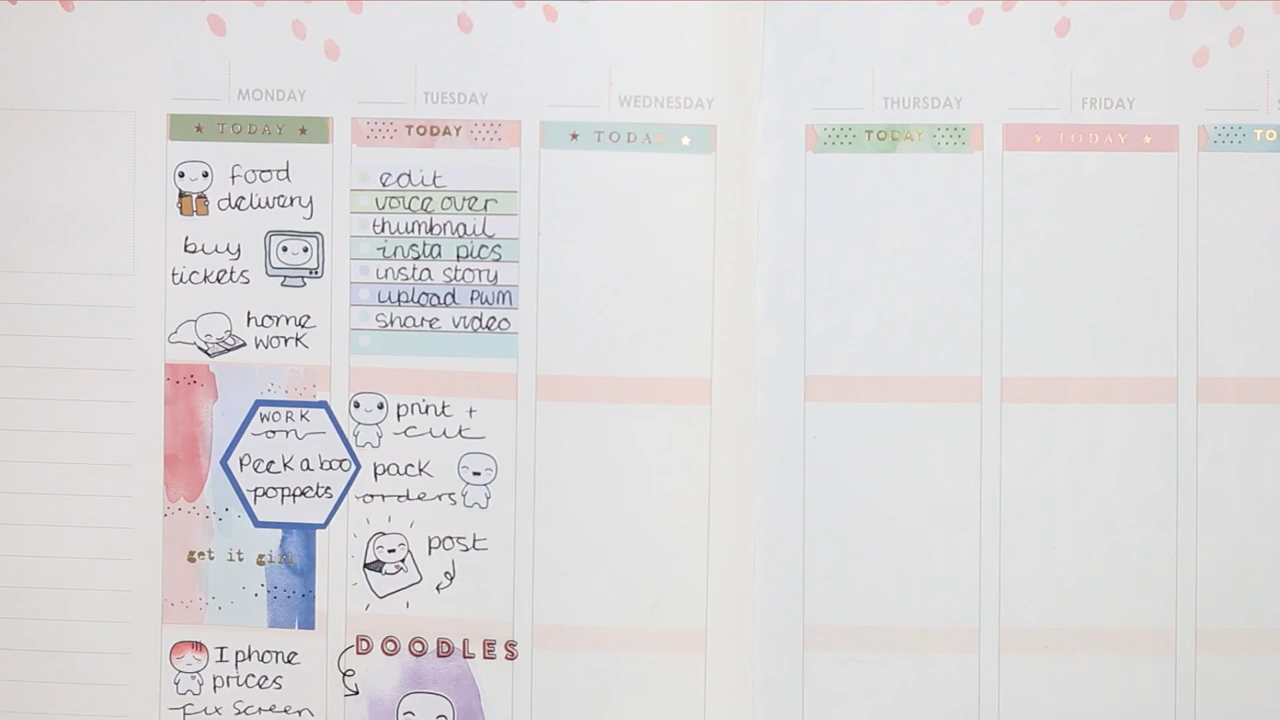 MONDAY
TODAY
food
delivery
buy
tickets
home
work
WORK
on
Peek a boo
poppets
get it girl
I phone
prices
fix screen
TUESDAY
TODAY
edit
voice over
thumbnail
insta pics
insta story
upload PWM
share video
print +
cut
pack
orders
post
DOODLES
WEDNESDAY
TODAY
THURSDAY
TODAY
FRIDAY
TODAY
TO